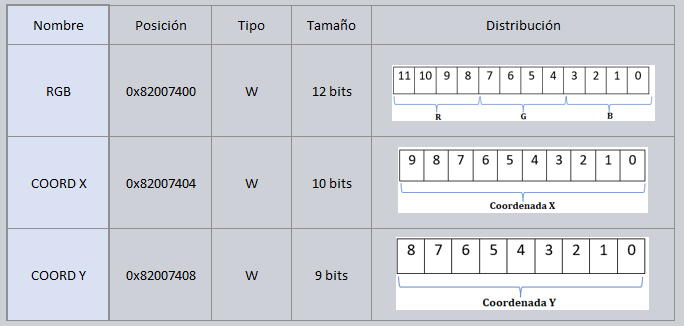 Nombre Posición Tipo Tamaño Distribución
RGB 0x82007400 W 12 bits
11 10 9 8 7 6 5 4 3 2 1 0
R G B
COORD X 0x82007404 W 10 bits
9 8 7 6 5 4 3 2 1 0
Coordenada X
COORD Y 0x82007408 W 9 bits
8 7 6 5 4 3 2 1 0
Coordenada Y